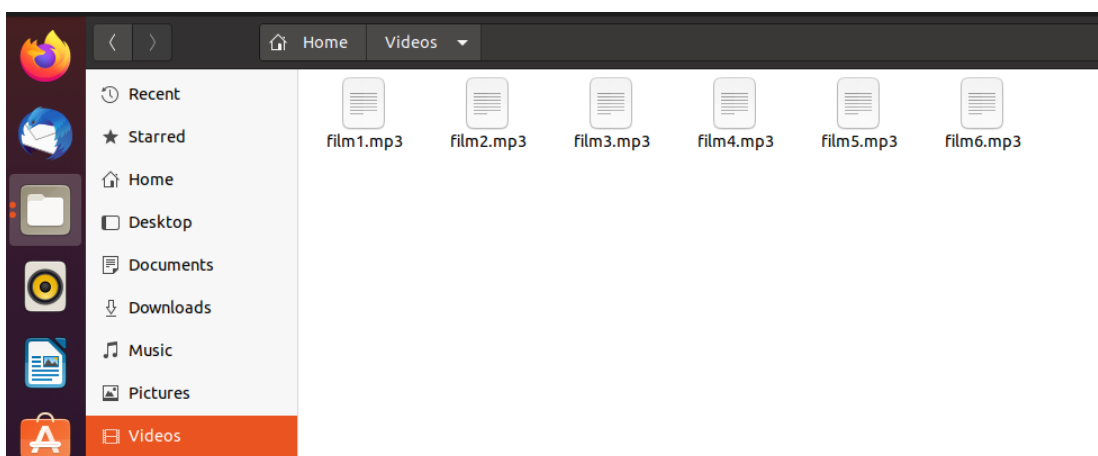 Home Videos
Recent
Starred
Home
Desktop
Documents
Downloads
Music
Pictures
Videos
film1.mp3 film2.mp3 film3.mp3 film4.mp3 film5.mp3 film6.mp3